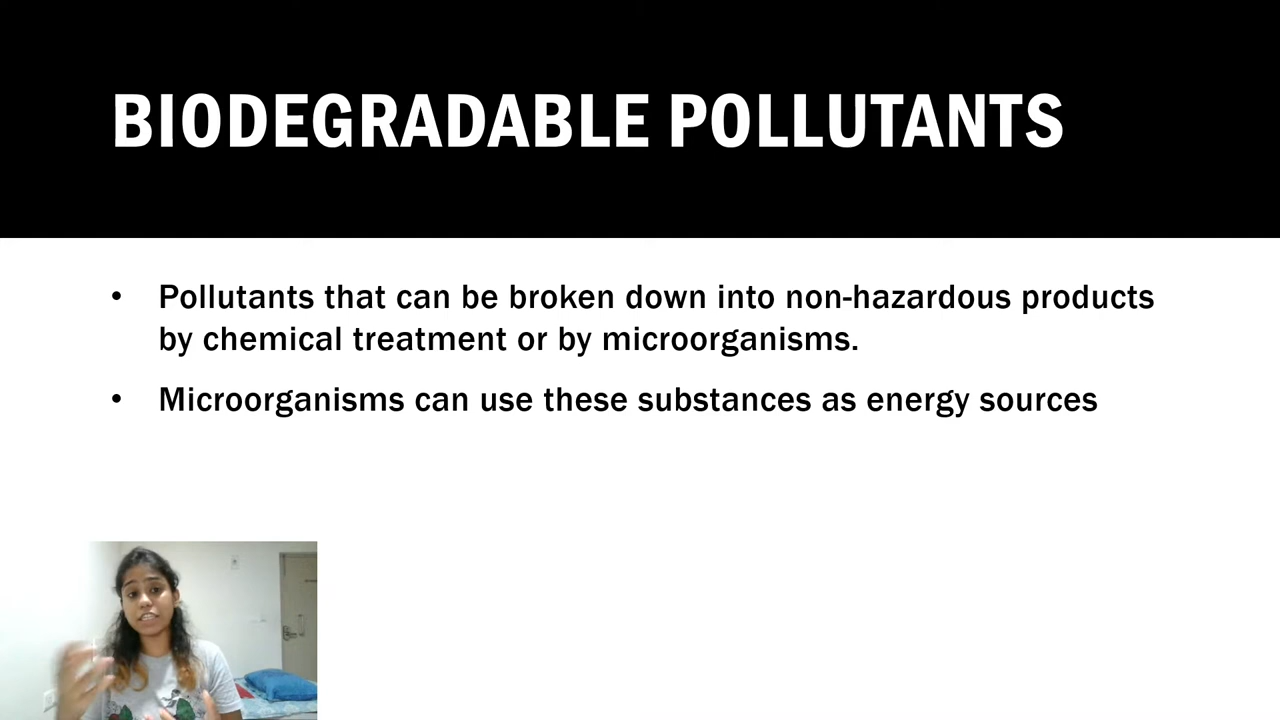 BIODEGRADABLE POLLUTANTS
• Pollutants that can be broken down into non-hazardous products
by chemical treatment or by microorganisms.
• Microorganisms can use these substances as energy sources